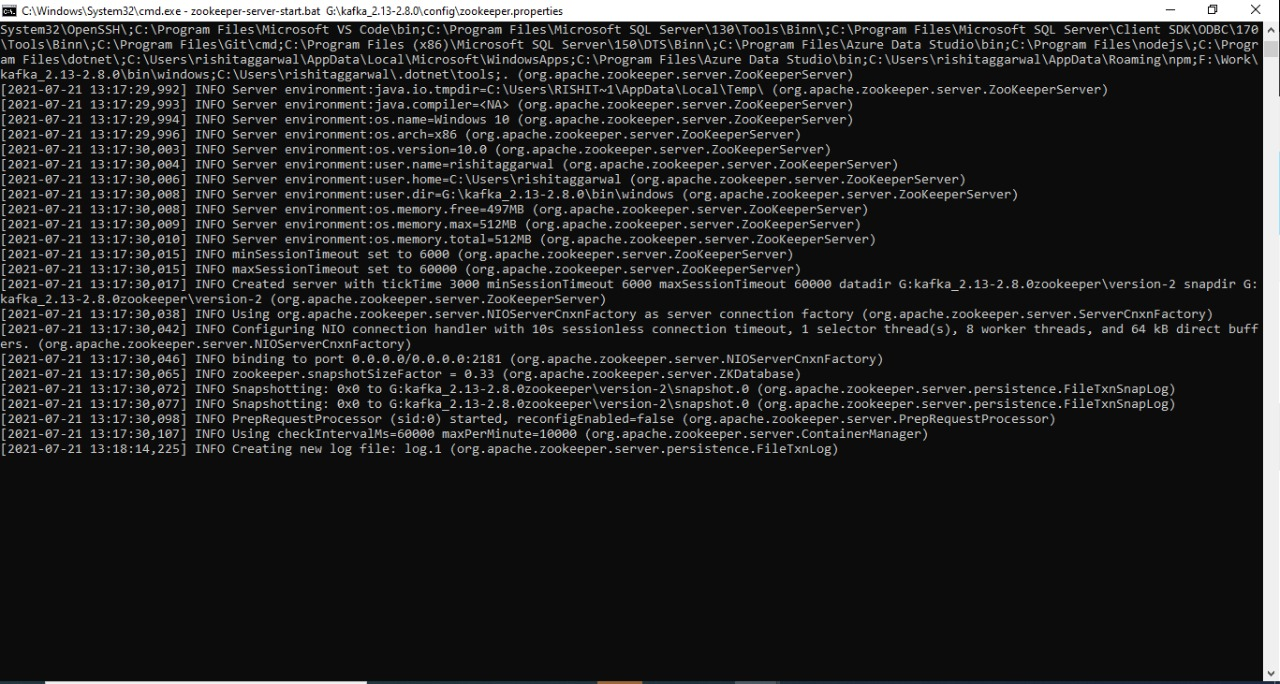 C:\Windows\System32\cmd.exe - zookeeper-server-start.bat  G:\kafka_2.13-2.8.0\config\zookeeper.properties
System32\OpenSSH\;C:\Program Files\Microsoft VS Code\bin;C:\Program Files\Microsoft SQL Server\130\Tools\Binn\;C:\Program Files\Microsoft SQL Server\Client SDK\ODBC\170
\Tools\Binn\;C:\Program Files\Git\cmd;C:\Program Files (x86)\Microsoft SQL Server\150\DTS\Binn\;C:\Program Files\Azure Data Studio\bin;C:\Program Files\nodejs\;C:\Progr
am Files\dotnet\;C:\Users\rishitaggarwal\AppData\Local\Microsoft\WindowsApps;C:\Program Files\Azure Data Studio\bin;C:\Users\rishitaggarwal\AppData\Roaming\npm;F:\Work\
kafka_2.13-2.8.0\bin\windows;C:\Users\rishitaggarwal\.dotnet\tools;. (org.apache.zookeeper.server.ZooKeeperServer)
[2021-07-21 13:17:29,992] INFO Server environment:java.io.tmpdir=C:\Users\RISHIT~1\AppData\Local\Temp\ (org.apache.zookeeper.server.ZooKeeperServer)
[2021-07-21 13:17:29,993] INFO Server environment:java.compiler=<NA> (org.apache.zookeeper.server.ZooKeeperServer)
[2021-07-21 13:17:29,994] INFO Server environment:os.name=Windows 10 (org.apache.zookeeper.server.ZooKeeperServer)
[2021-07-21 13:17:29,996] INFO Server environment:os.arch=x86 (org.apache.zookeeper.server.ZooKeeperServer)
[2021-07-21 13:17:30,003] INFO Server environment:os.version=10.0 (org.apache.zookeeper.server.ZooKeeperServer)
[2021-07-21 13:17:30,004] INFO Server environment:user.name=rishitaggarwal (org.apache.zookeeper.server.ZooKeeperServer)
[2021-07-21 13:17:30,006] INFO Server environment:user.home=C:\Users\rishitaggarwal (org.apache.zookeeper.server.ZooKeeperServer)
[2021-07-21 13:17:30,008] INFO Server environment:user.dir=G:\kafka_2.13-2.8.0\bin\windows (org.apache.zookeeper.server.ZooKeeperServer)
[2021-07-21 13:17:30,008] INFO Server environment:os.memory.free=497MB (org.apache.zookeeper.server.ZooKeeperServer)
[2021-07-21 13:17:30,009] INFO Server environment:os.memory.max=512MB (org.apache.zookeeper.server.ZooKeeperServer)
[2021-07-21 13:17:30,010] INFO Server environment:os.memory.total=512MB (org.apache.zookeeper.server.ZooKeeperServer)
[2021-07-21 13:17:30,015] INFO minSessionTimeout set to 6000 (org.apache.zookeeper.server.ZooKeeperServer)
[2021-07-21 13:17:30,015] INFO maxSessionTimeout set to 60000 (org.apache.zookeeper.server.ZooKeeperServer)
[2021-07-21 13:17:30,017] INFO Created server with tickTime 3000 minSessionTimeout 6000 maxSessionTimeout 60000 datadir G:kafka_2.13-2.8.0zookeeper\version-2 snapdir G:
kafka_2.13-2.8.0zookeeper\version-2 (org.apache.zookeeper.server.ZooKeeperServer)
[2021-07-21 13:17:30,038] INFO Using org.apache.zookeeper.server.NIOServerCnxnFactory as server connection factory (org.apache.zookeeper.server.ServerCnxnFactory)
[2021-07-21 13:17:30,042] INFO Configuring NIO connection handler with 10s sessionless connection timeout, 1 selector thread(s), 8 worker threads, and 64 kB direct buff
ers. (org.apache.zookeeper.server.NIOServerCnxnFactory)
[2021-07-21 13:17:30,046] INFO binding to port 0.0.0.0/0.0.0.0:2181 (org.apache.zookeeper.server.NIOServerCnxnFactory)
[2021-07-21 13:17:30,065] INFO zookeeper.snapshotSizeFactor = 0.33 (org.apache.zookeeper.server.ZKDatabase)
[2021-07-21 13:17:30,072] INFO Snapshotting: 0x0 to G:kafka_2.13-2.8.0zookeeper\version-2\snapshot.0 (org.apache.zookeeper.server.persistence.FileTxnSnapLog)
[2021-07-21 13:17:30,077] INFO Snapshotting: 0x0 to G:kafka_2.13-2.8.0zookeeper\version-2\snapshot.0 (org.apache.zookeeper.server.persistence.FileTxnSnapLog)
[2021-07-21 13:17:30,098] INFO PrepRequestProcessor (sid:0) started, reconfigEnabled=false (org.apache.zookeeper.server.PrepRequestProcessor)
[2021-07-21 13:17:30,107] INFO Using checkIntervalMs=60000 maxPerMinute=10000 (org.apache.zookeeper.server.ContainerManager)
[2021-07-21 13:18:14,225] INFO Creating new log file: log.1 (org.apache.zookeeper.server.persistence.FileTxnLog)